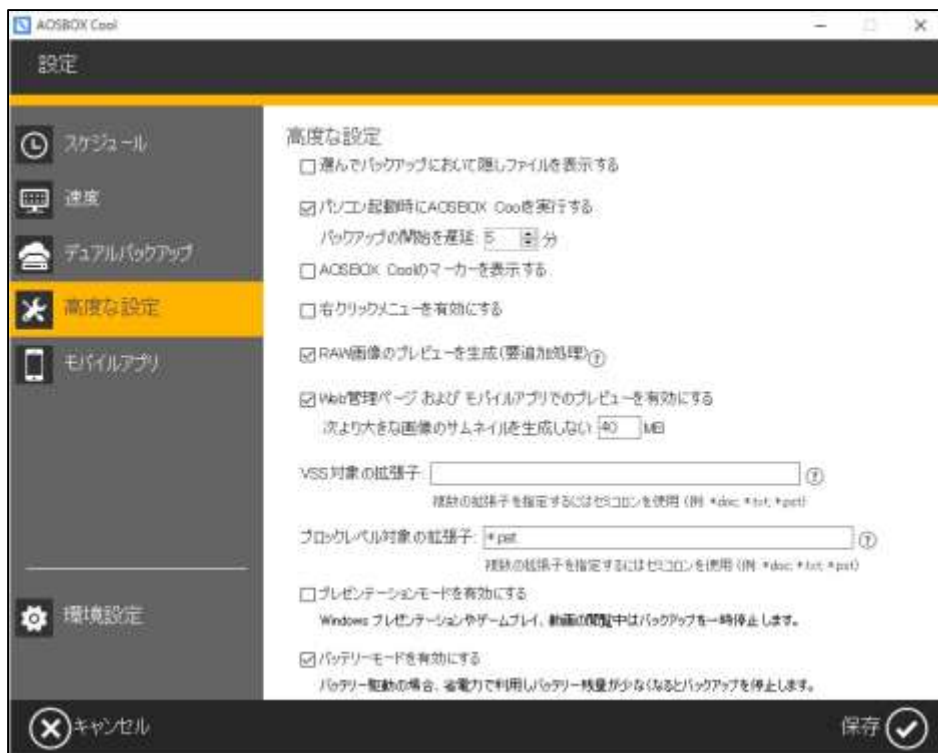 AOSBOX Cool
設定
スケジュール
速度
デュアルバックアップ
高度な設定
モバイルアプリ
環境設定
高度な設定
選んでバックアップにおいて隠しファイルを表示する
パソコン起動時にAOSBOX Cooを実行する
バックアップの開始を遅延: 5 分
AOSBOX Coolのマーカーを表示する
右クリックメニューを有効にする
RAW画像のプレビューを生成(要追加処理) ?
Web管理ページ および モバイルアプリでのプレビューを有効にする
次より大きな画像のサムネイルを生成しない 40 MB
VSS対象の拡張子: ?
複数の拡張子を指定するにはセミコロンを使用 (例: *.doc; *.txt; *.pst)
ブロックレベル対象の拡張子: *.pst ?
複数の拡張子を指定するにはセミコロンを使用 (例: *.doc; *.txt; *.pst)
プレゼンテーションモードを有効にする
Windows プレゼンテーションやゲームプレイ、動画の閲覧中はバックアップを一時停止します。
バッテリーモードを有効にする
バッテリー駆動の場合、省電力で利用しバッテリー残量が少なくなるとバックアップを停止します。
キャンセル
保存